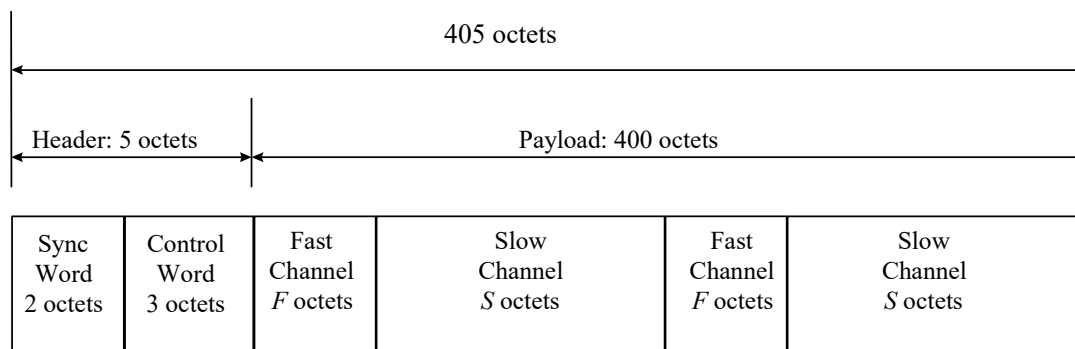 405 octets
Header: 5 octets
Payload: 400 octets
Sync
Word
2 octets
Control
Word
3 octets
Fast
Channel
F octets
Slow
Channel
S octets
Fast
Channel
F octets
Slow
Channel
S octets